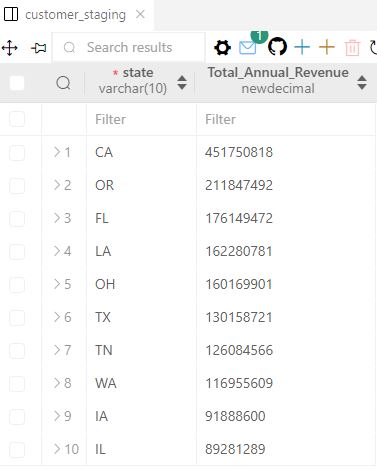 customer_staging
Search results
1
* state Total_Annual_Revenue
varchar(10) newdecimal
Filter Filter
1 CA 451750818
2 OR 211847492
3 FL 176149472
4 LA 162280781
5 OH 160169901
6 TX 130158721
7 TN 126084566
8 WA 116955609
9 IA 91888600
10 IL 89281289